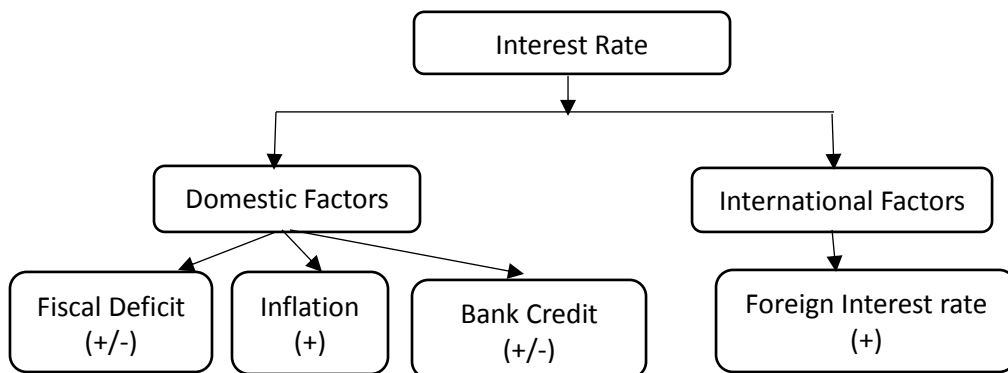 Interest Rate
Domestic Factors
International Factors
Fiscal Deficit
(+/-)
Inflation
(+)
Bank Credit
(+/-)
Foreign Interest rate
(+)